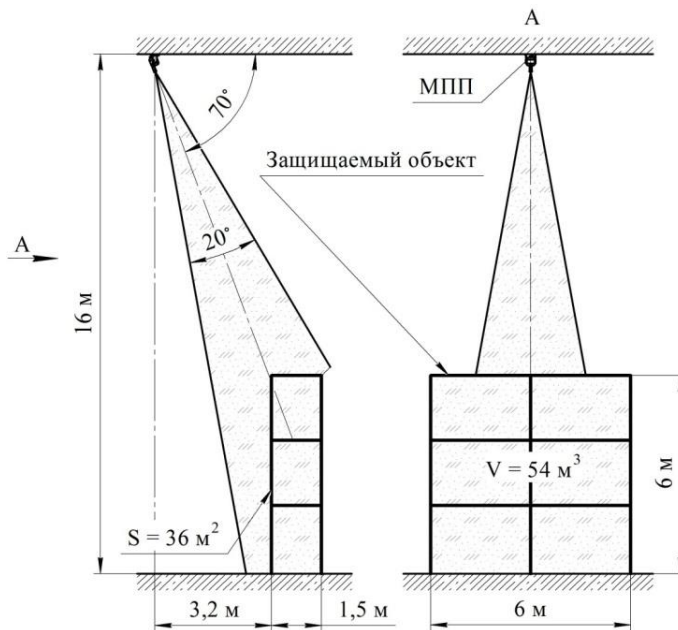 А
МПП
70°
Защищаемый объект
20°
А
16 м
V = 54 м³
6 м
S = 36 м²
3,2 м
1,5 м
6 м